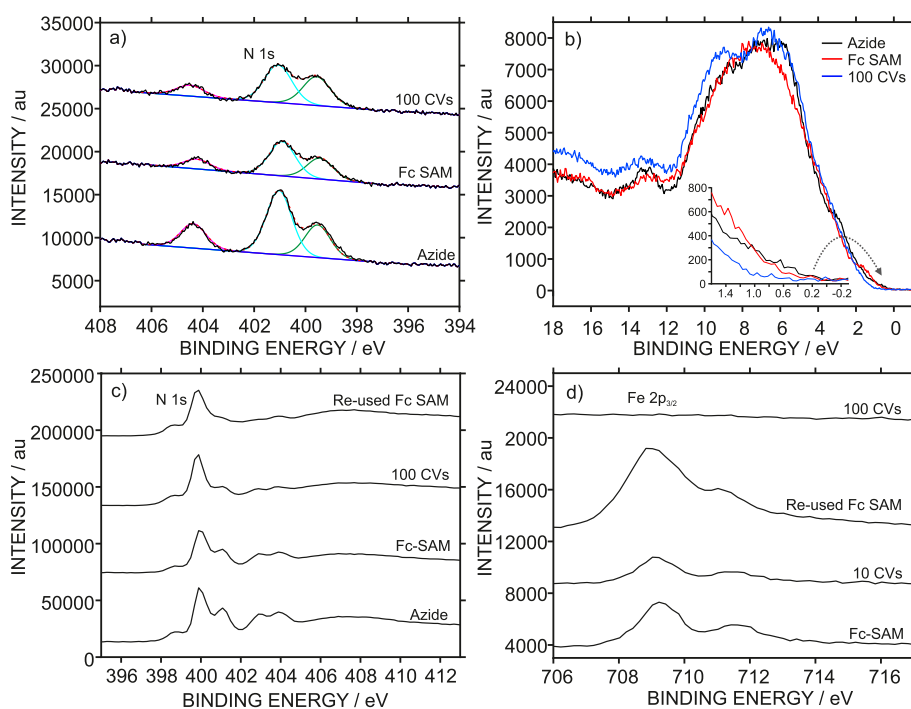 a)
N 1s
100 CVs
Fc SAM
Azide
INTENSITY / au
35000
30000
25000
20000
15000
10000
5000
408 406 404 402 400 398 396 394
BINDING ENERGY / eV
b)
Azide
Fc SAM
100 CVs
INTENSITY / au
8000
7000
6000
5000
4000
3000
2000
1000
0
800
600
400
200
0
1.4 1.0 0.6 0.2 -0.2
18 16 14 12 10 8 6 4 2 0
BINDING ENERGY / eV
c)
N 1s
Re-used Fc SAM
100 CVs
Fc-SAM
Azide
INTENSITY / au
250000
200000
150000
100000
50000
0
396 398 400 402 404 406 408 410 412
BINDING ENERGY / eV
d)
Fe 2p3/2
100 CVs
Re-used Fc SAM
10 CVs
Fc-SAM
INTENSITY / au
24000
2000
16000
12000
8000
4000
706 708 710 712 714 716
BINDING ENERGY / eV